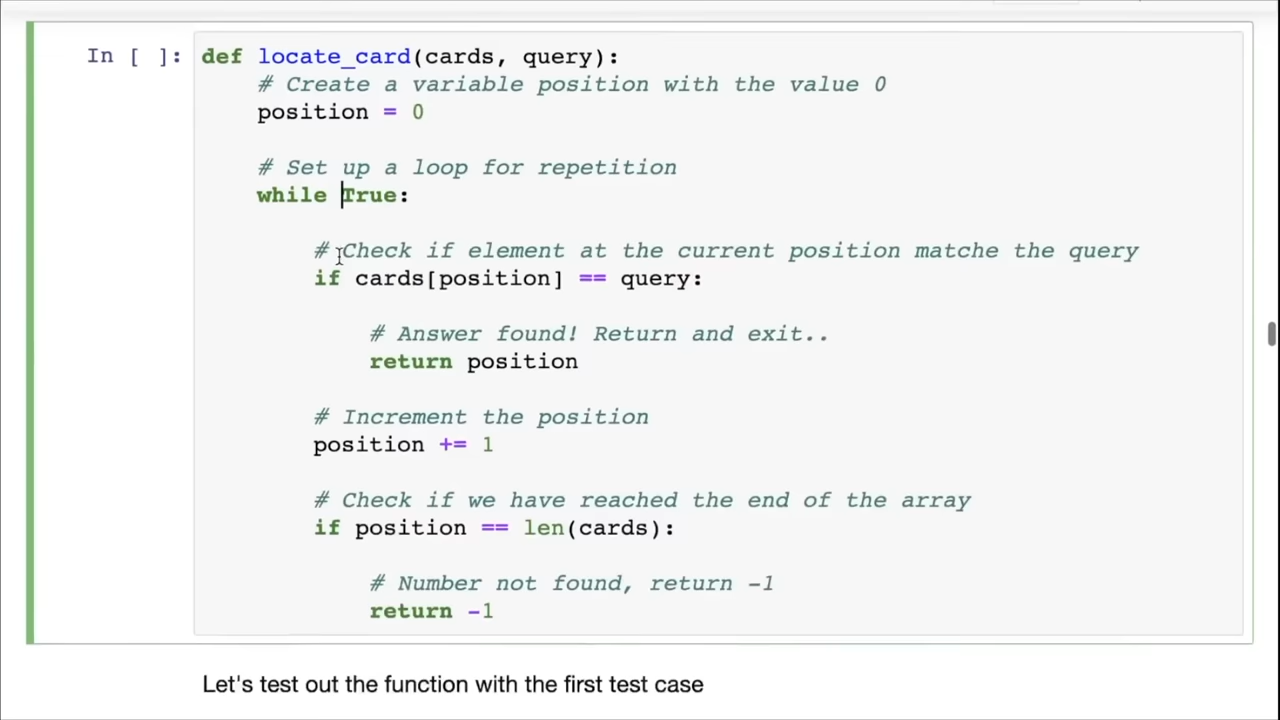 In [ ]: def locate_card(cards, query):
# Create a variable position with the value 0
position = 0
# Set up a loop for repetition
while True:
# Check if element at the current position matche the query
if cards[position] == query:
# Answer found! Return and exit..
return position
# Increment the position
position += 1
# Check if we have reached the end of the array
if position == len(cards):
# Number not found, return -1
return -1
Let's test out the function with the first test case